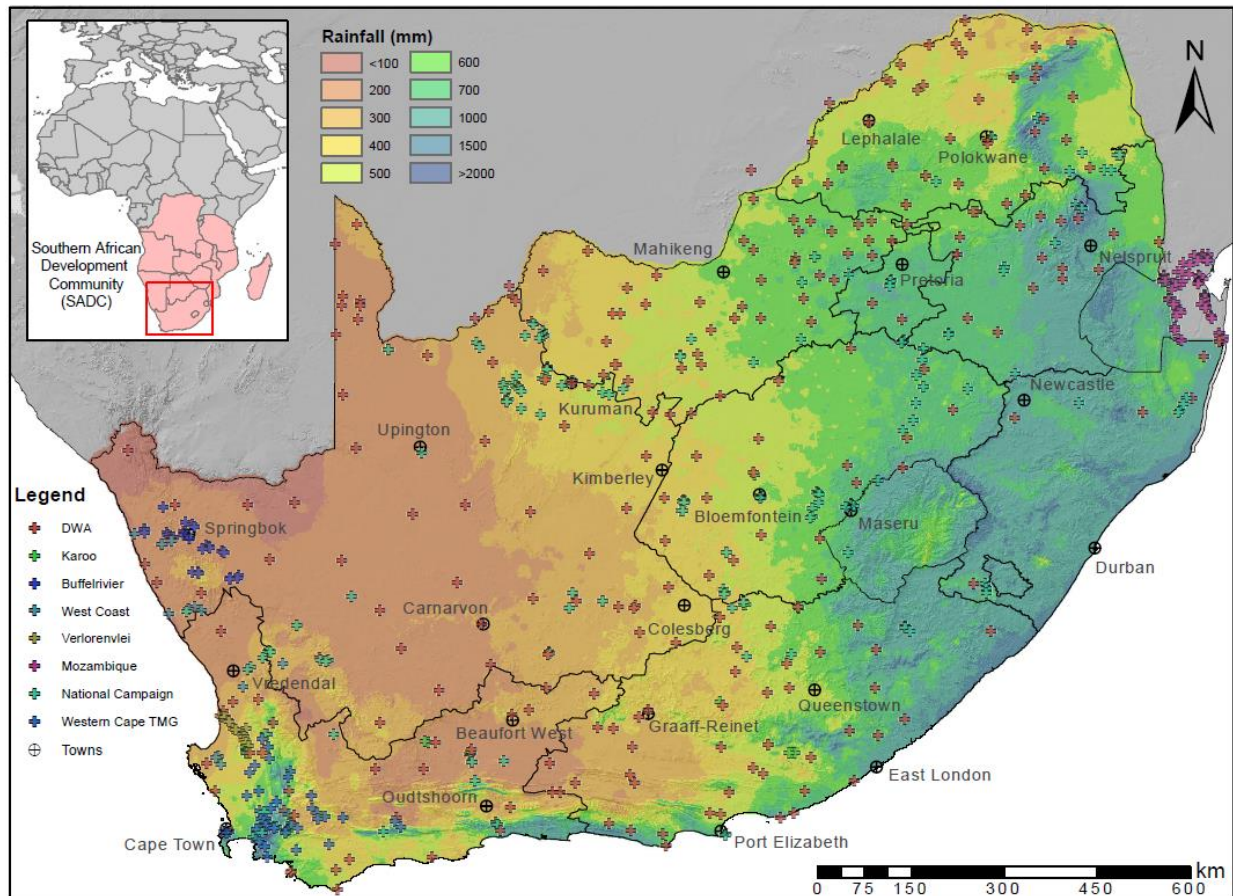 Rainfall (mm)
<100
200
300
400
500
600
700
1000
1500
>2000
N
Southern African
Development
Community
(SADC)
Lephalale
Polokwane
Mahikeng
Nelspruit
Pretoria
Newcastle
Kuruman
Upington
Kimberley
Bloemfontein
Maseru
Springbok
Durban
Carnarvon
Colesberg
Vredendal
Queenstown
Graaff-Reinet
Beaufort West
East London
Oudtshoorn
Cape Town
Port Elizabeth
Legend
DWA
Karoo
Buffelrivier
West Coast
Verlorenvlei
Mozambique
National Campaign
Western Cape TMG
Towns
km
0 75 150 300 450 600